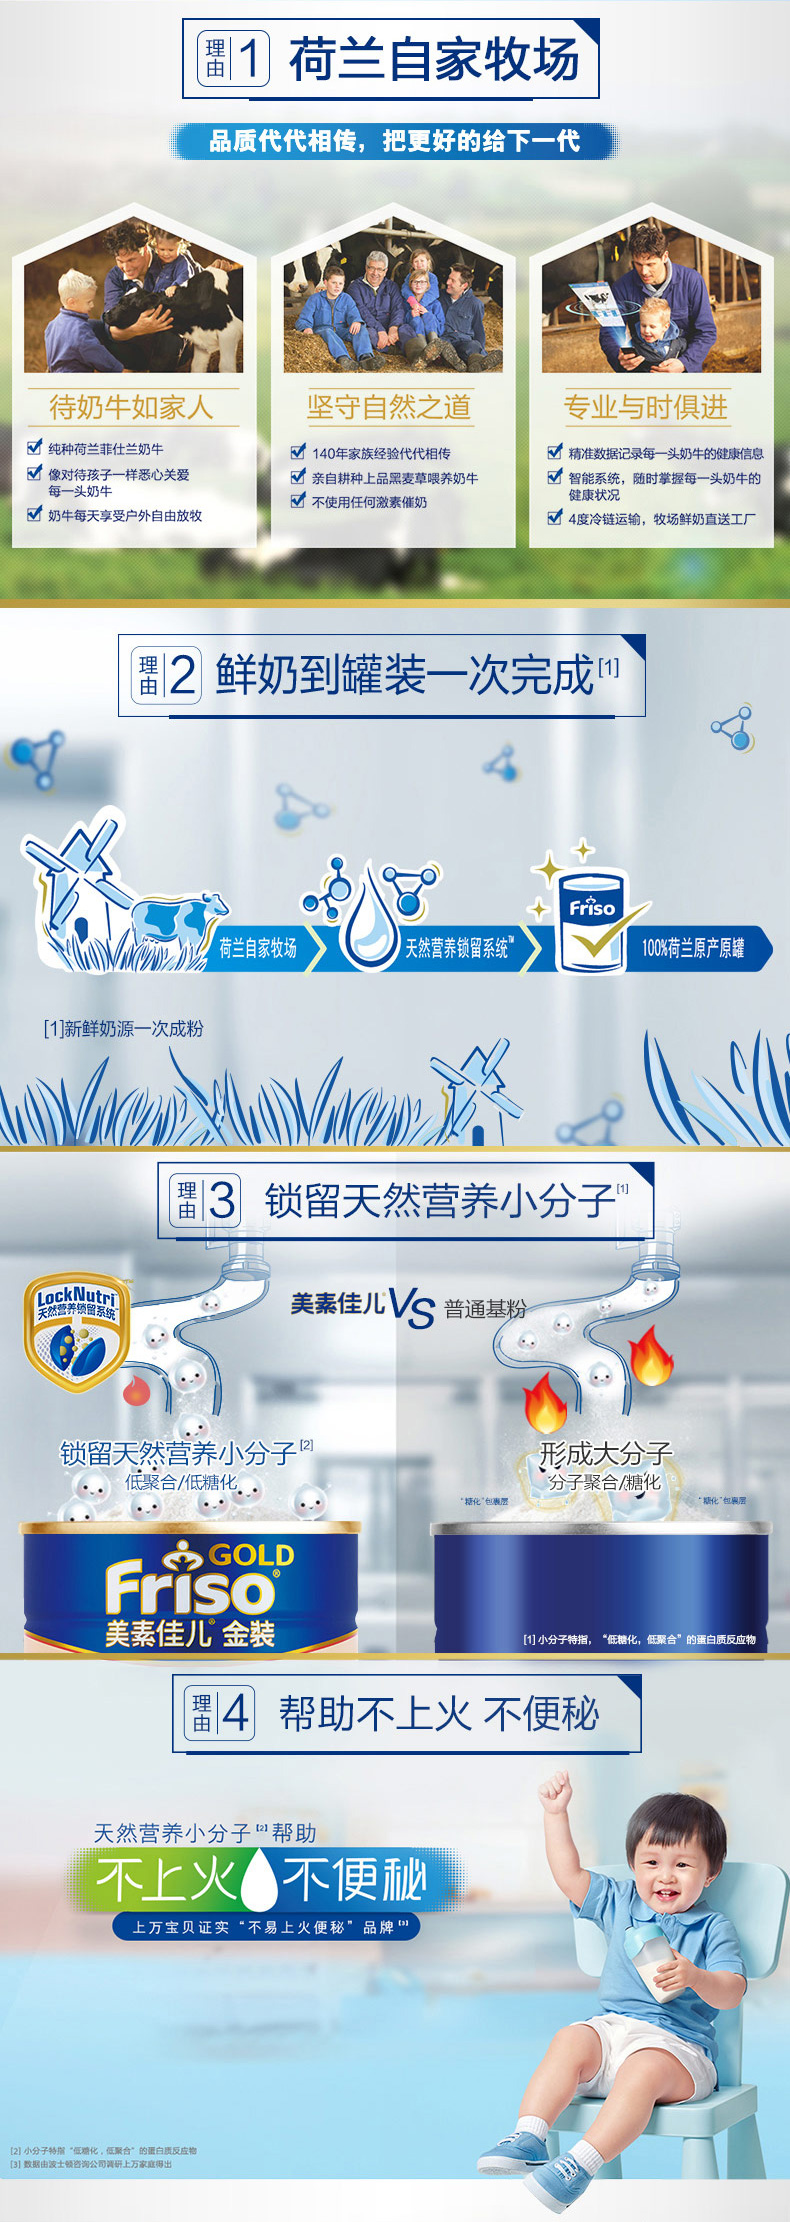 理由 1 荷兰自家牧场
品质代代相传，把更好的给下一代
待奶牛如家人
纯种荷兰菲仕兰奶牛
像对待孩子一样悉心关爱
每一头奶牛
奶牛每天享受户外自由放牧
坚守自然之道
140年家族经验代代相传
亲自耕种上品黑麦草喂养奶牛
不使用任何激素催奶
专业与时俱进
精准数据记录每一头奶牛的健康信息
智能系统，随时掌握每一头奶牛的
健康状况
4度冷链运输，牧场鲜奶直送工厂
理由 2 鲜奶到罐装一次完成[1]
Friso
荷兰自家牧场
天然营养锁留系统™
100%荷兰原产原罐
[1]新鲜奶源一次成粉
理由 3 锁留天然营养小分子[1]
LockNutri™
天然营养锁留系统
美素佳儿 VS 普通基粉
锁留天然营养小分子[2]
低聚合/低糖化
形成大分子
分子聚合/糖化
“糖化”包裹层
“糖化”包裹层
GOLD
Friso®
美素佳儿® 金装
[1] 小分子特指，“低糖化，低聚合”的蛋白质反应物
理由 4 帮助不上火 不便秘
天然营养小分子[2]帮助
不上火 不便秘
上万宝贝证实“不易上火便秘”品牌[3]
[2] 小分子特指“低糖化，低聚合”的蛋白质反应物
[3] 数据由波士顿咨询公司调研上万家庭得出